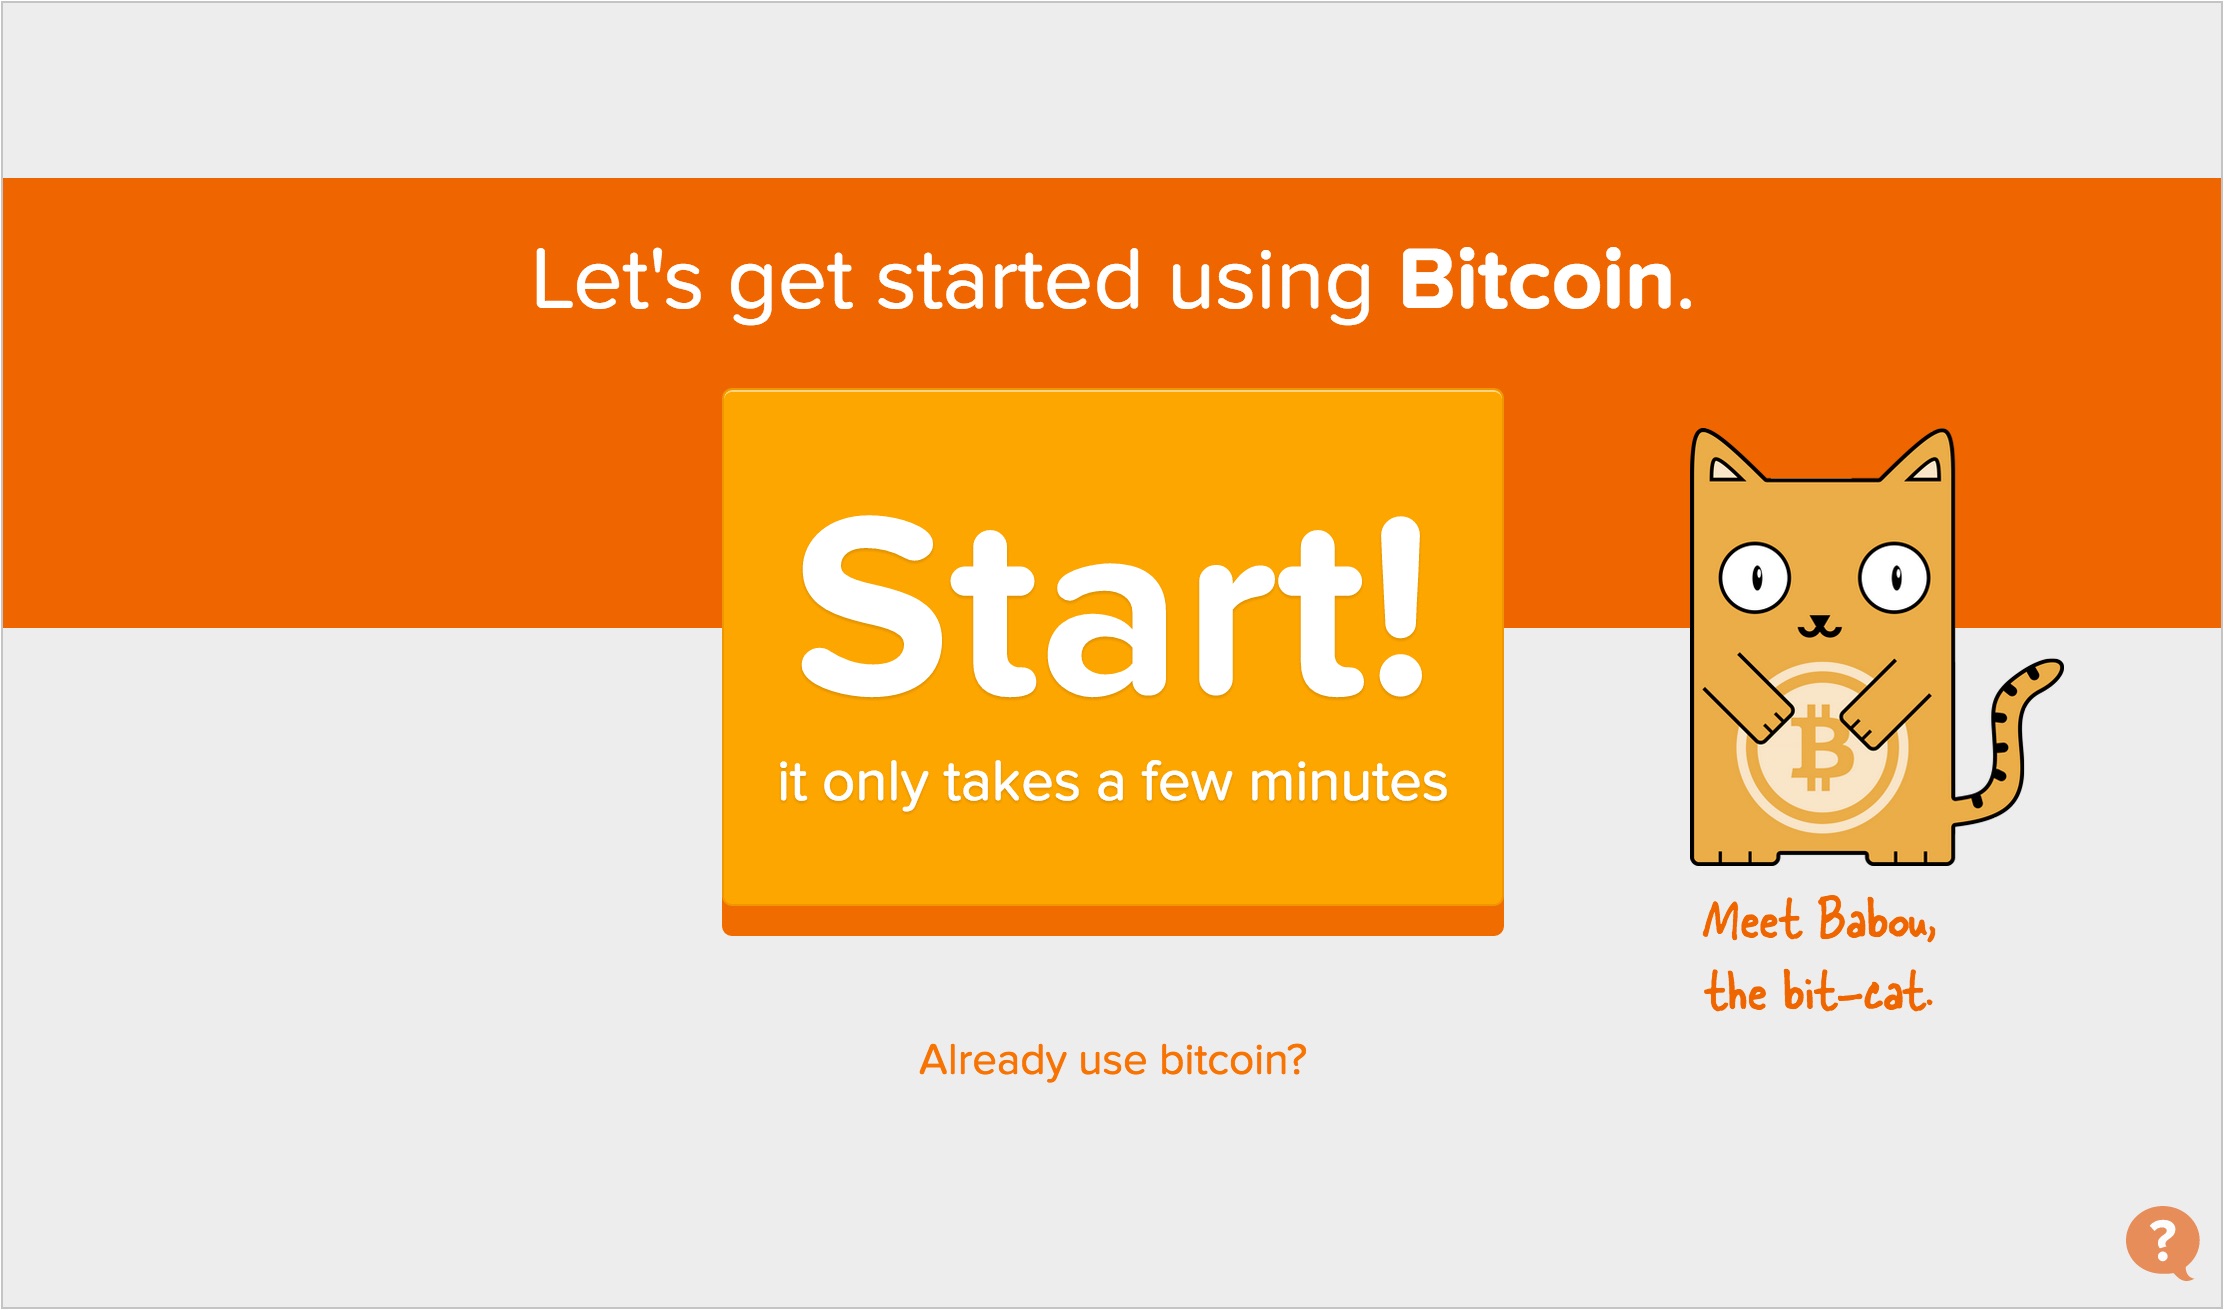 Let's get started using Bitcoin.
Start!
it only takes a few minutes
Meet Babou,
the bit-cat.
Already use bitcoin?
?